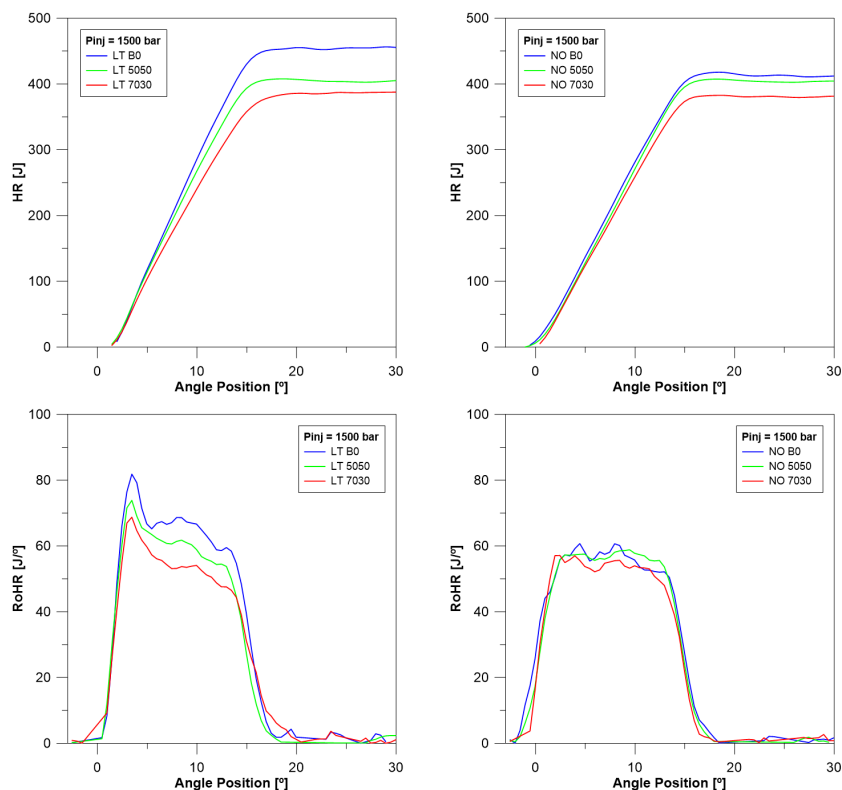 500
400
300
200
100
0
HR [J]
Pinj = 1500 bar
LT B0
LT 5050
LT 7030
0
10
20
30
Angle Position [º]
500
400
300
200
100
0
HR [J]
Pinj = 1500 bar
NO B0
NO 5050
NO 7030
0
10
20
30
Angle Position [º]
100
80
60
40
20
0
RoHR [J/º]
Pinj = 1500 bar
LT B0
LT 5050
LT 7030
0
10
20
30
Angle Position [º]
100
80
60
40
20
0
RoHR [J/º]
Pinj = 1500 bar
NO B0
NO 5050
NO 7030
0
10
20
30
Angle Position [º]